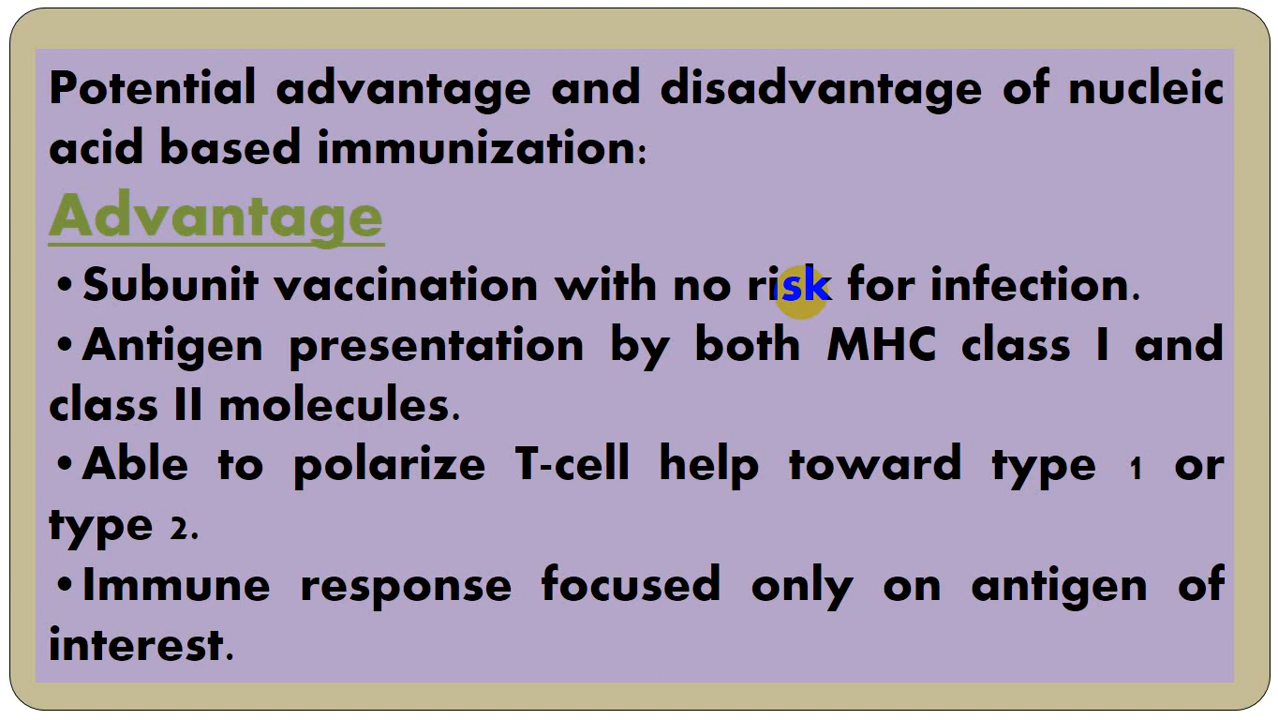 Potential advantage and disadvantage of nucleic
acid based immunization:
Advantage
•Subunit vaccination with no risk for infection.
•Antigen presentation by both MHC class I and
class II molecules.
•Able to polarize T-cell help toward type 1 or
type 2.
•Immune response focused only on antigen of
interest.